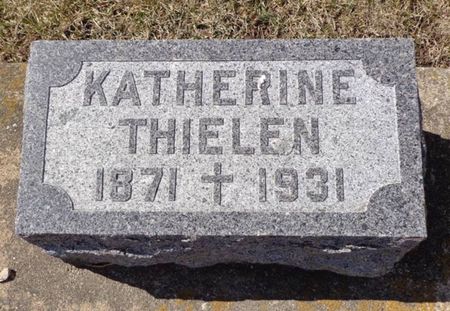 KATHERINE
THIELEN
1871 † 1931